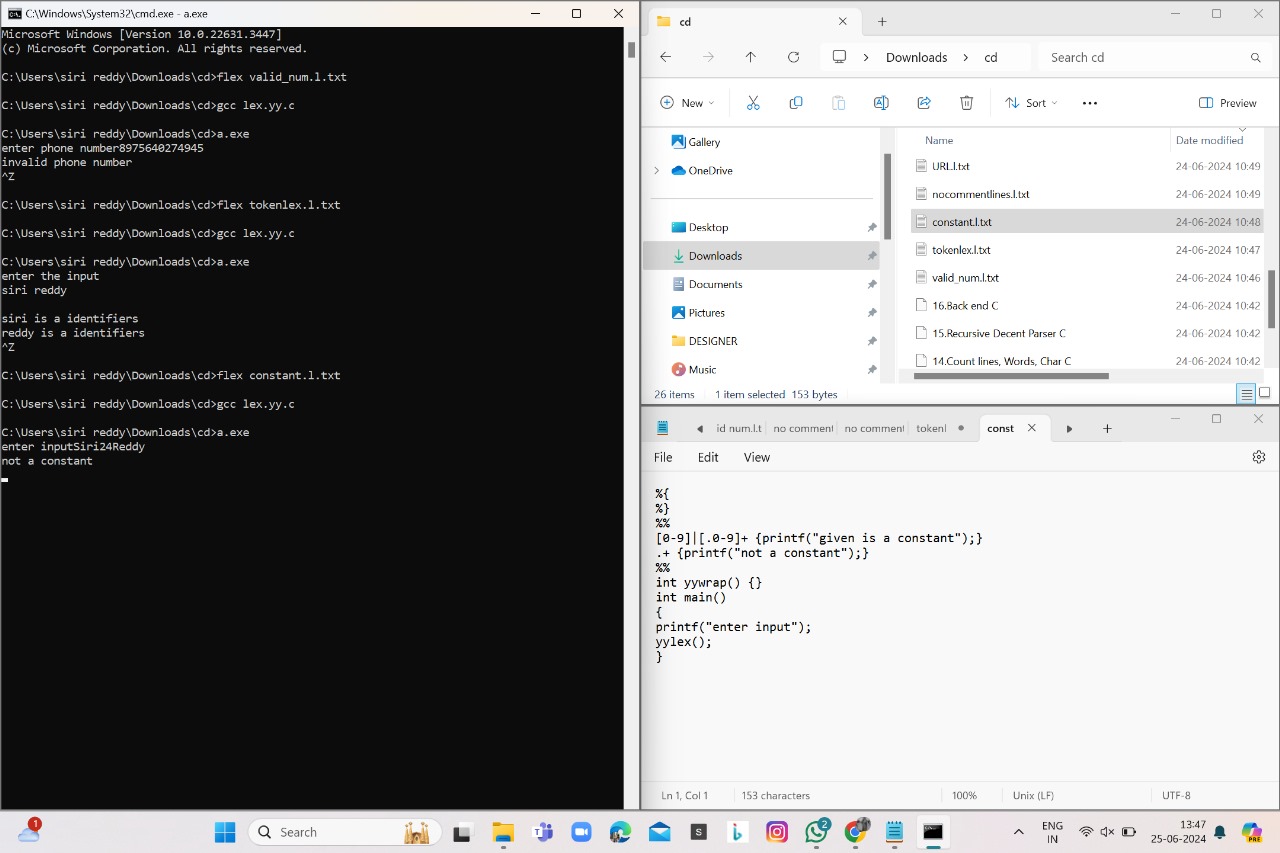 C:\Windows\System32\cmd.exe - a.exe
Microsoft Windows [Version 10.0.22631.3447]
(c) Microsoft Corporation. All rights reserved.
C:\Users\siri reddy\Downloads\cd>flex valid_num.l.txt
C:\Users\siri reddy\Downloads\cd>gcc lex.yy.c
C:\Users\siri reddy\Downloads\cd>a.exe
enter phone number8975640274945
invalid phone number
^Z
C:\Users\siri reddy\Downloads\cd>flex tokenlex.l.txt
C:\Users\siri reddy\Downloads\cd>gcc lex.yy.c
C:\Users\siri reddy\Downloads\cd>a.exe
enter the input
siri reddy
siri is a identifiers
reddy is a identifiers
^Z
C:\Users\siri reddy\Downloads\cd>flex constant.l.txt
C:\Users\siri reddy\Downloads\cd>gcc lex.yy.c
C:\Users\siri reddy\Downloads\cd>a.exe
enter inputSiri24Reddy
not a constant
cd
Downloads cd
Search cd
New
Sort
Preview
Gallery
OneDrive
Desktop
Downloads
Documents
Pictures
DESIGNER
Music
Name Date modified
URL.l.txt 24-06-2024 10:49
nocommentlines.l.txt 24-06-2024 10:49
constant.l.txt 24-06-2024 10:48
tokenlex.l.txt 24-06-2024 10:47
valid_num.l.txt 24-06-2024 10:46
16.Back end C 24-06-2024 10:42
15.Recursive Decent Parser C 24-06-2024 10:42
14.Count lines, Words, Char C 24-06-2024 10:42
26 items 1 item selected 153 bytes
id num.l.t no comment no comment tokenl const
File Edit View
%{
%}
%%
[0-9]|[.0-9]+ {printf("given is a constant");}
.+ {printf("not a constant");}
%%
int yywrap() {}
int main()
{
printf("enter input");
yylex();
}
Ln 1, Col 1 153 characters 100% Unix (LF) UTF-8
1
Search
S
2
PRE
ENG
IN
13:47
25-06-2024